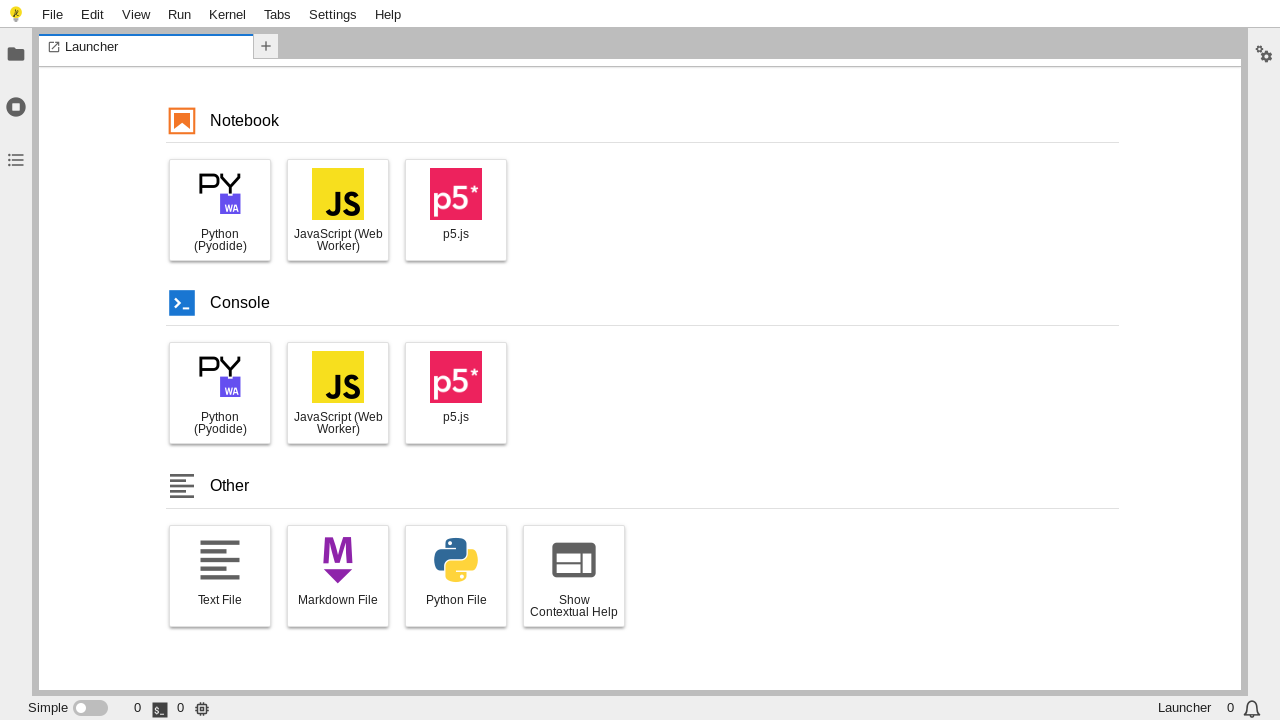 File Edit View Run Kernel Tabs Settings Help
Launcher
Notebook
PY
WA
Python
(Pyodide)
JS
JavaScript (Web
Worker)
p5*
p5.js
Console
PY
WA
Python
(Pyodide)
JS
JavaScript (Web
Worker)
p5*
p5.js
Other
Text File
M
Markdown File
Python File
Show
Contextual Help
Simple 0 0 Launcher 0